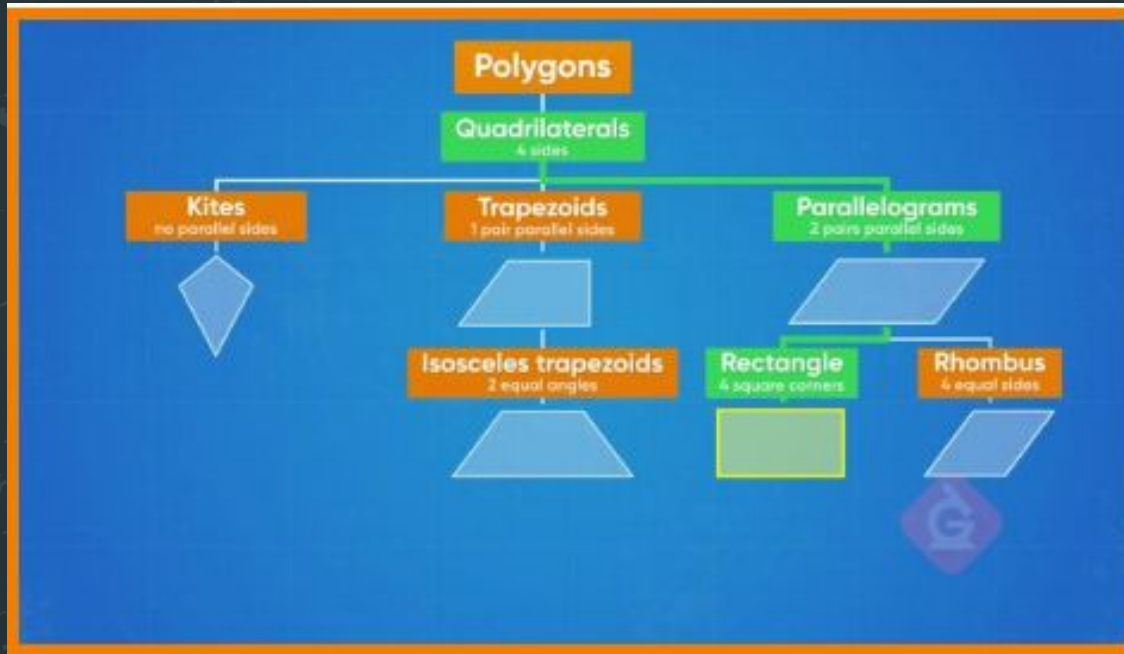 Polygons
Quadrilaterals
4 sides
Kites
no parallel sides
Trapezoids
1 pair parallel sides
Parallelograms
2 pairs parallel sides
Isosceles trapezoids
2 equal angles
Rectangle
4 square corners
Rhombus
4 equal sides
G